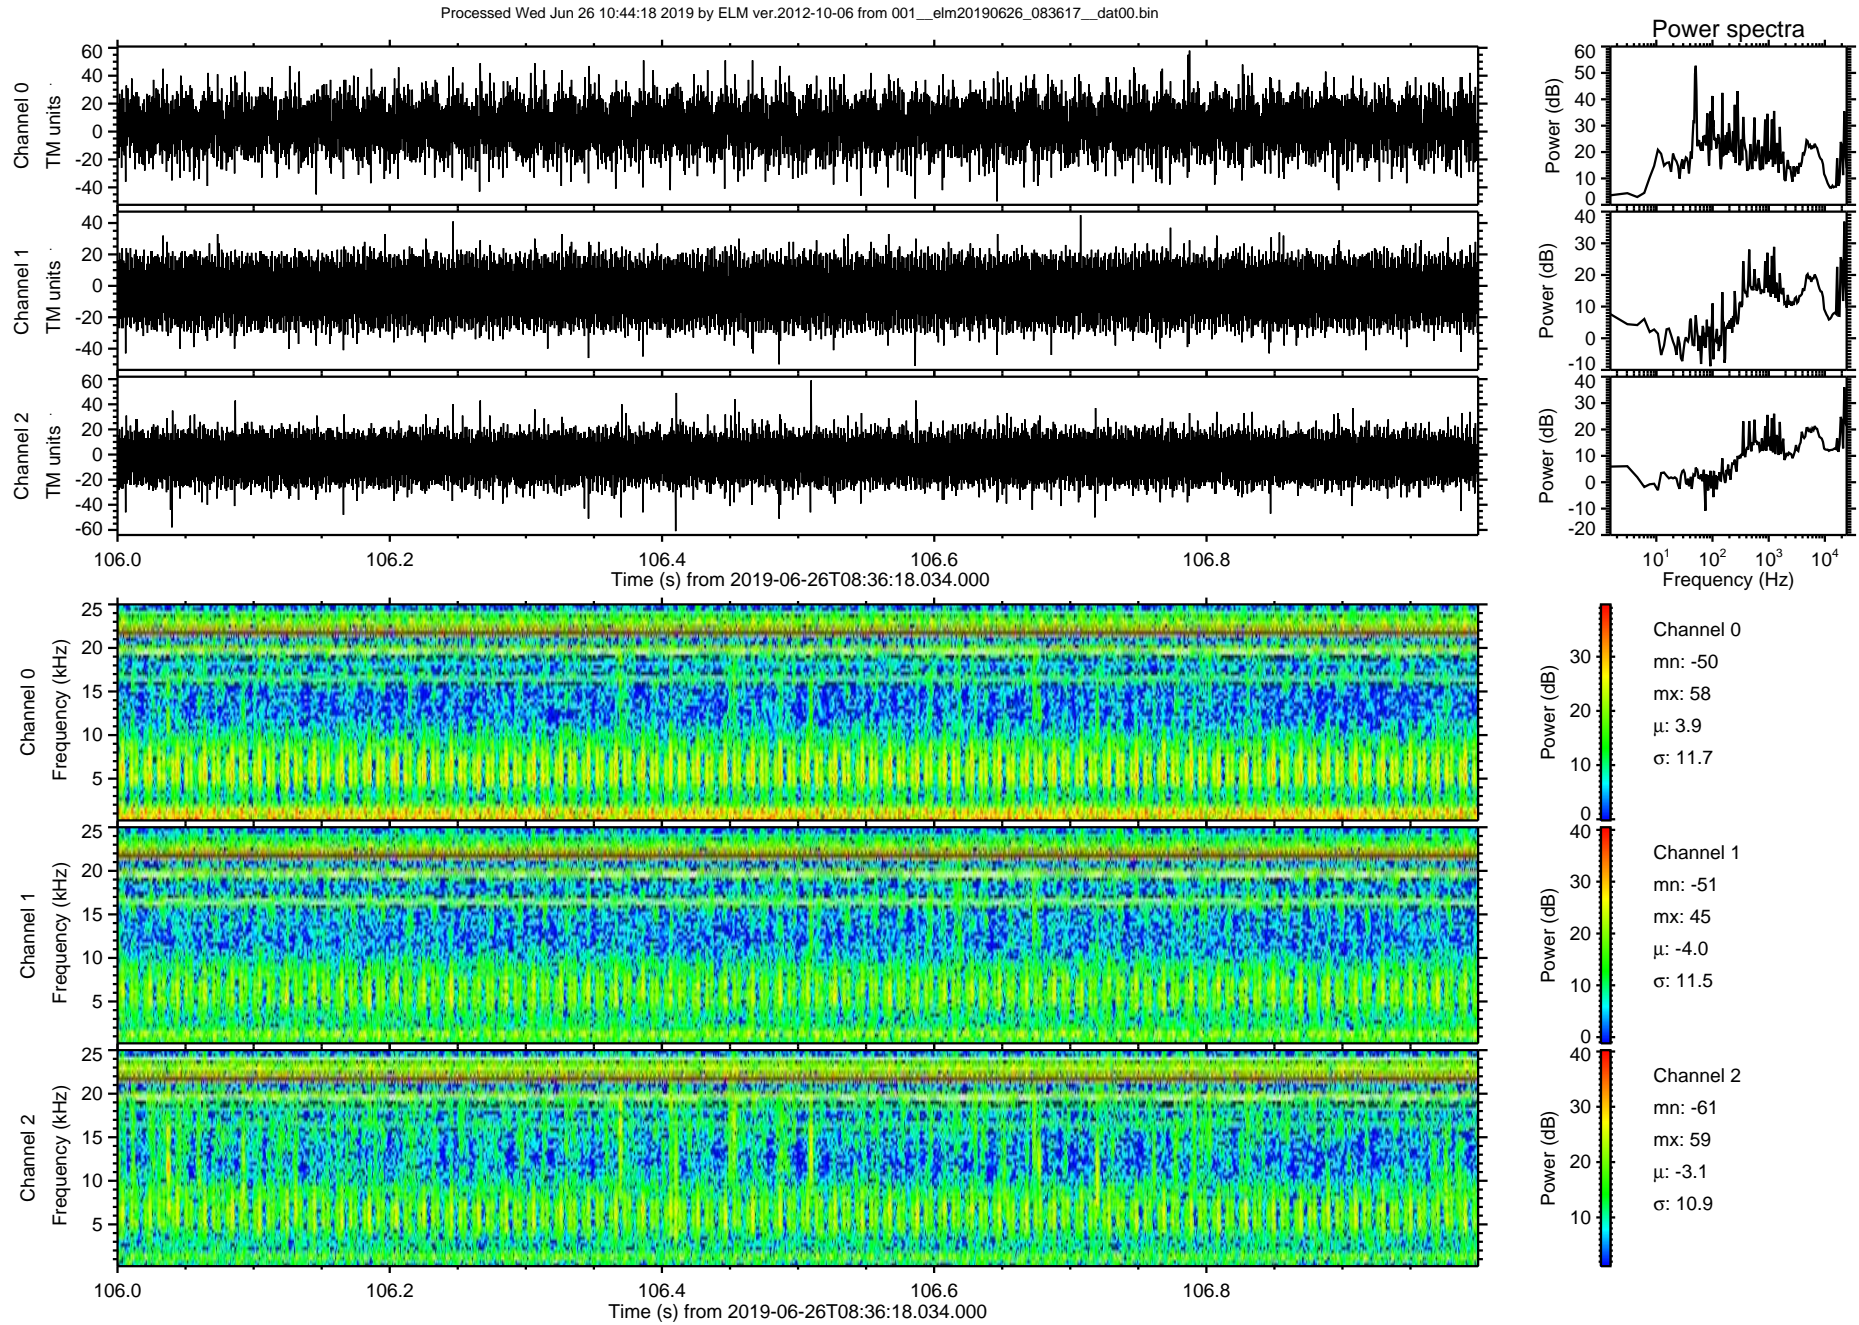 Processed Wed Jun 26 10:44:18 2019 by ELM ver.2012-10-06 from 001__elm20190626_083617__dat00.bin
Power spectra
Channel 0
TM units
60
40
20
0
-20
-40
Power (dB)
60
50
40
30
20
10
0
Channel 1
TM units
40
20
0
-20
-40
Power (dB)
40
30
20
10
0
-10
Channel 2
TM units
60
40
20
0
-20
-40
-60
Power (dB)
40
30
20
10
0
-10
-20
106.0 106.2 106.4 106.6 106.8
Time (s) from 2019-06-26T08:36:18.034.000
10¹ 10² 10³ 10⁴
Frequency (Hz)
Channel 0
Frequency (kHz)
25
20
15
10
5
Power (dB)
30
20
10
0
Channel 0
mn: -50
mx: 58
μ: 3.9
σ: 11.7
Channel 1
Frequency (kHz)
25
20
15
10
5
Power (dB)
40
30
20
10
0
Channel 1
mn: -51
mx: 45
μ: -4.0
σ: 11.5
Channel 2
Frequency (kHz)
25
20
15
10
5
Power (dB)
40
30
20
10
Channel 2
mn: -61
mx: 59
μ: -3.1
σ: 10.9
106.0 106.2 106.4 106.6 106.8
Time (s) from 2019-06-26T08:36:18.034.000